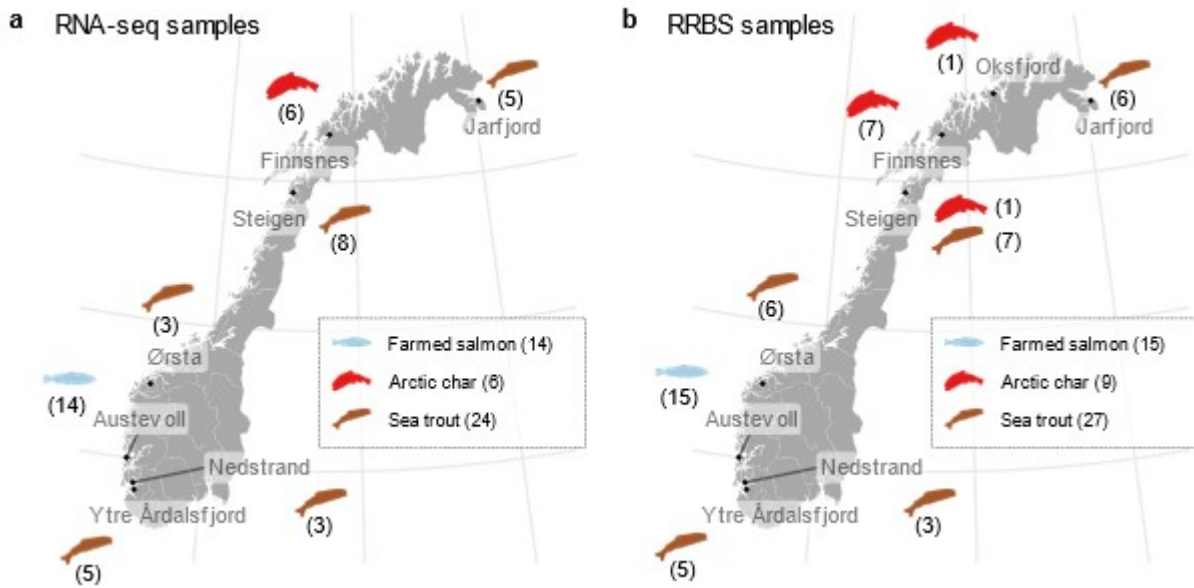 a RNA-seq samples
(6)
(5)
Jarfjord
Finnsnes
Steigen
(8)
(3)
Ørsta
(14)
Austevoll
Nedstrand
Ytre Årdalsfjord
(3)
(5)
Farmed salmon (14)
Arctic char (6)
Sea trout (24)
b RRBS samples
(1)
Oksfjord
(7)
(6)
Jarfjord
Finnsnes
Steigen
(1)
(7)
(6)
Ørsta
(15)
Austevoll
Nedstrand
Ytre Årdalsfjord
(3)
(5)
Farmed salmon (15)
Arctic char (9)
Sea trout (27)